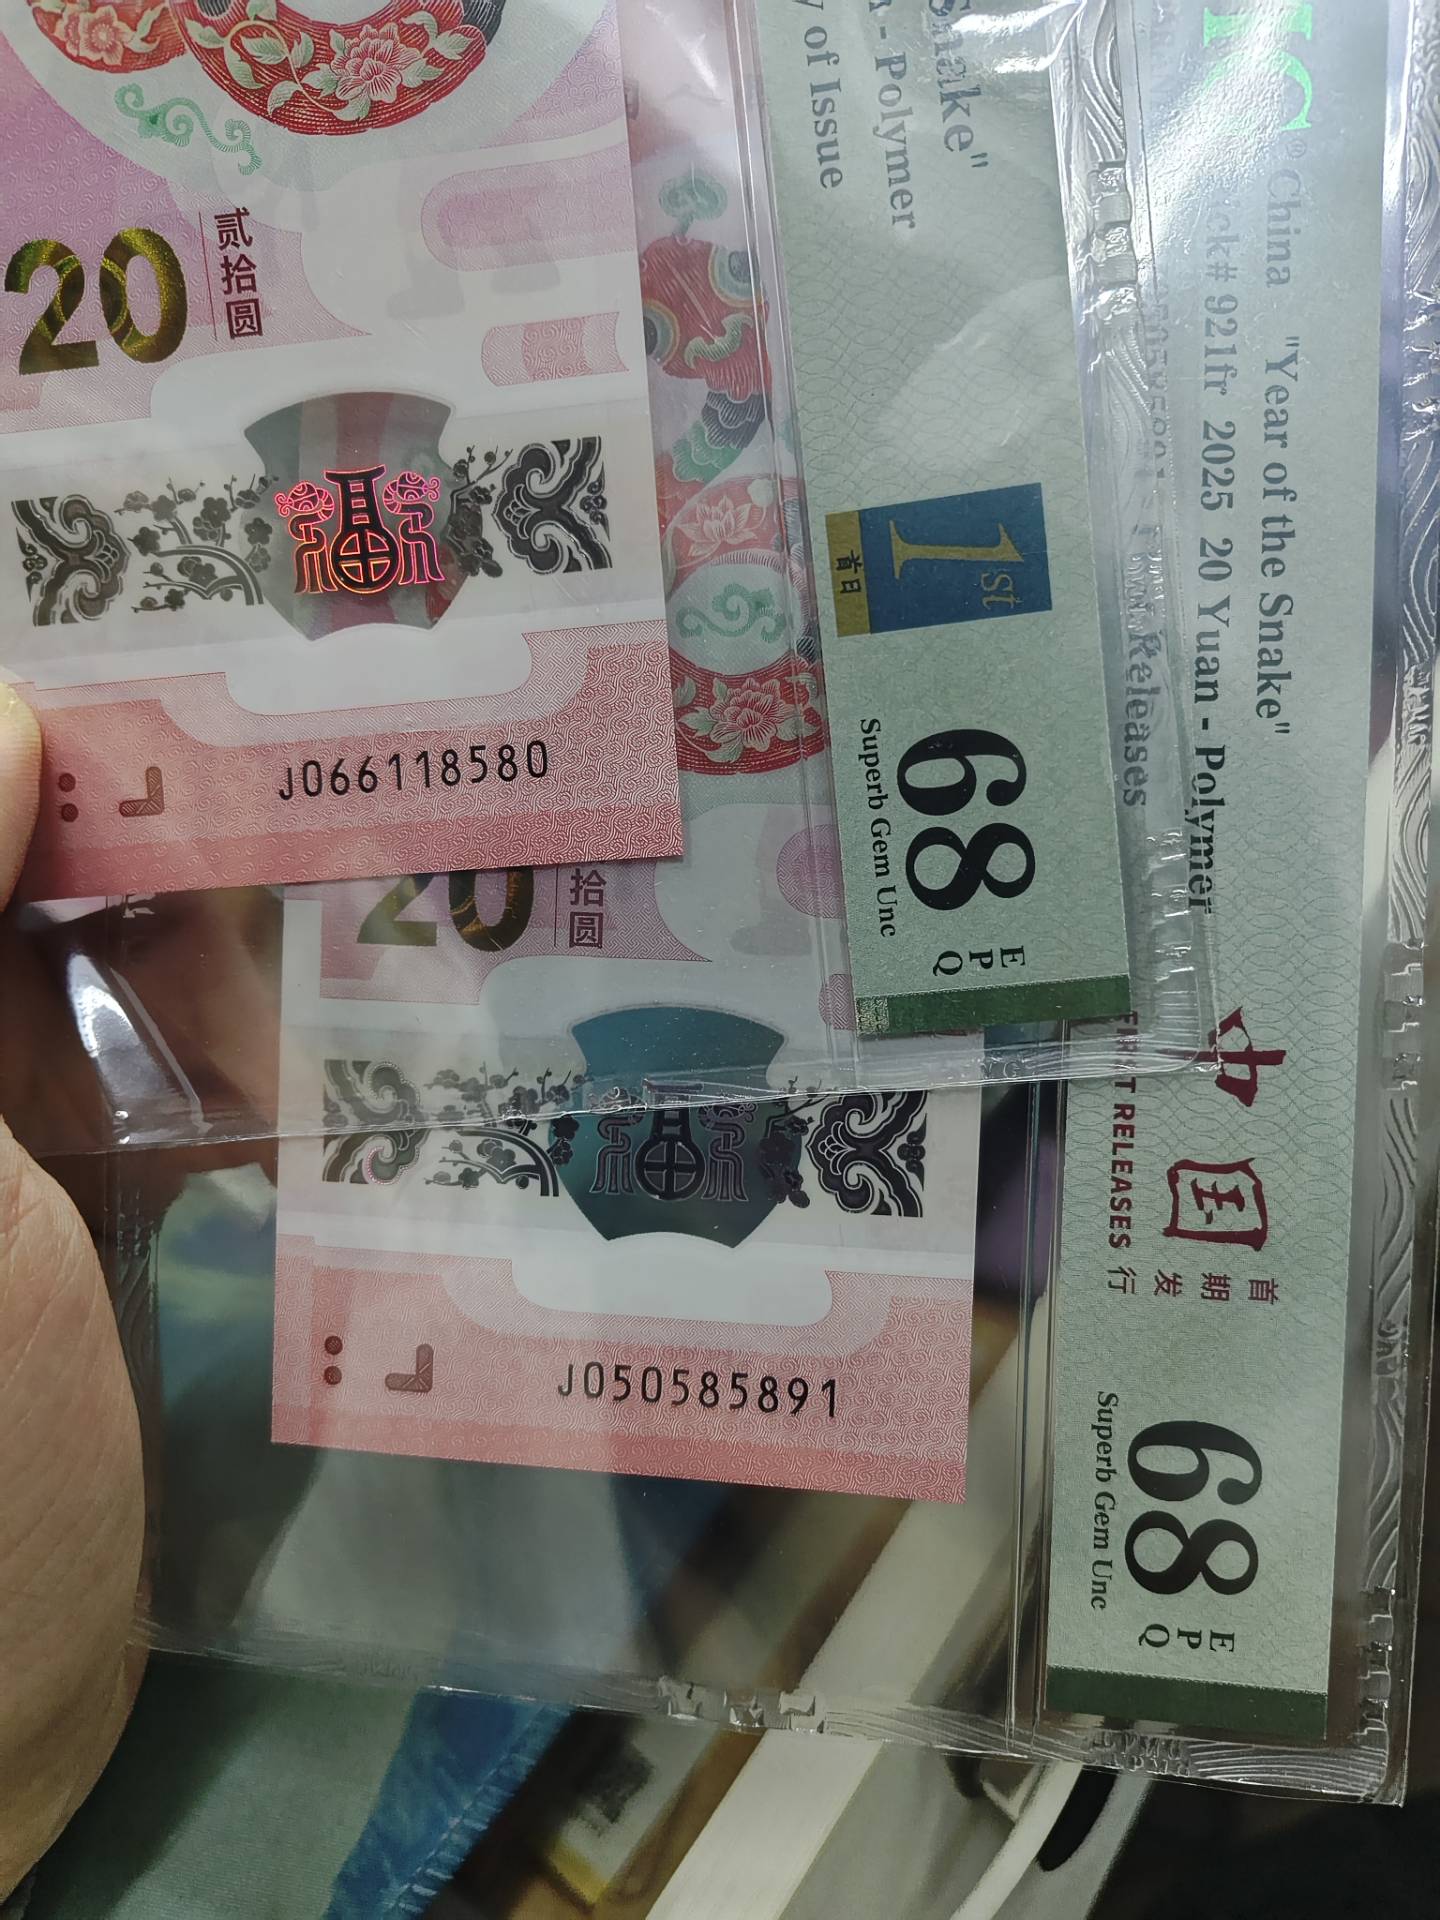 20
贰拾圆
J066118580
Snake"
- Polymer
of Issue
1st
首日
68
EPQ
Superb Gem Unc
20
拾圆
J050585891
China "Year of the Snake"
921fr 2025 20 Yuan - Polymer
Releases
中国
首期发行
RELEASES
68
EPQ
Superb Gem Unc